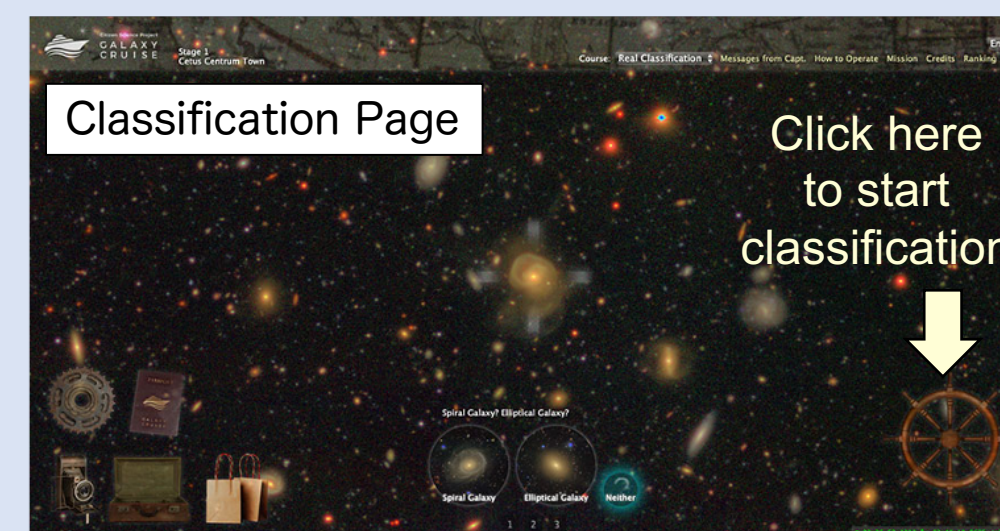 Citizen Science Project
GALAXY
CRUISE
Stage 1
Cetus Centrum Town
En
Course: Real Classification Messages from Capt. How to Operate Mission Credits Ranking
Classification Page
Click here
to start
classification
Spiral Galaxy? Elliptical Galaxy?
Spiral Galaxy Elliptical Galaxy Neither
1 2 3